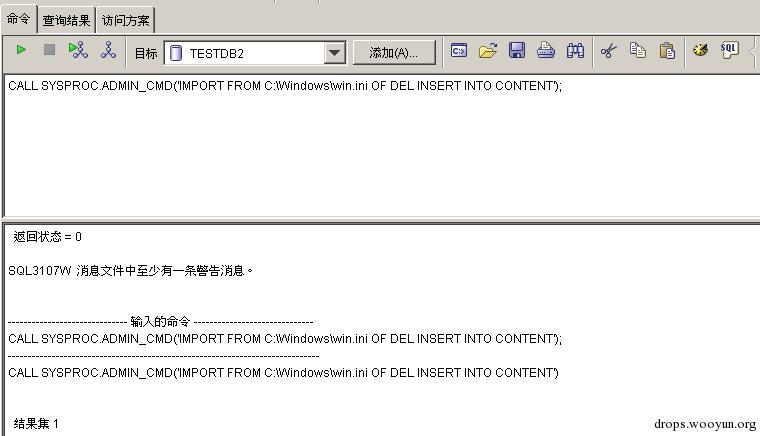 命令 查询结果 访问方案
目标 TESTDB2 添加(A)... SQL
CALL SYSPROC.ADMIN_CMD('IMPORT FROM C:\Windows\win.ini OF DEL INSERT INTO CONTENT');
返回状态 = 0
SQL3107W 消息文件中至少有一条警告消息。
------------------------------ 输入的命令 ------------------------------
CALL SYSPROC.ADMIN_CMD('IMPORT FROM C:\Windows\win.ini OF DEL INSERT INTO CONTENT');
------------------------------------------------------------------------------
CALL SYSPROC.ADMIN_CMD('IMPORT FROM C:\Windows\win.ini OF DEL INSERT INTO CONTENT')
结果集 1
drops.wooyun.org